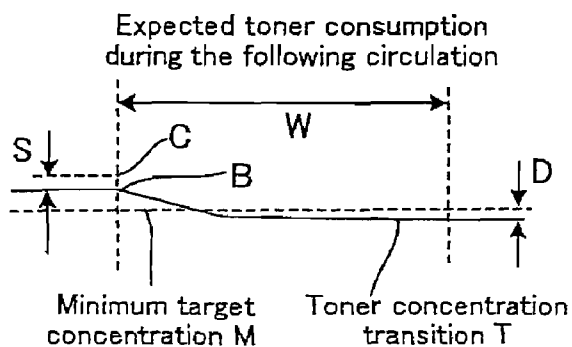 Expected toner consumption
during the following circulation
W
S
C
B
D
Minimum target
concentration M
Toner concentration
transition T